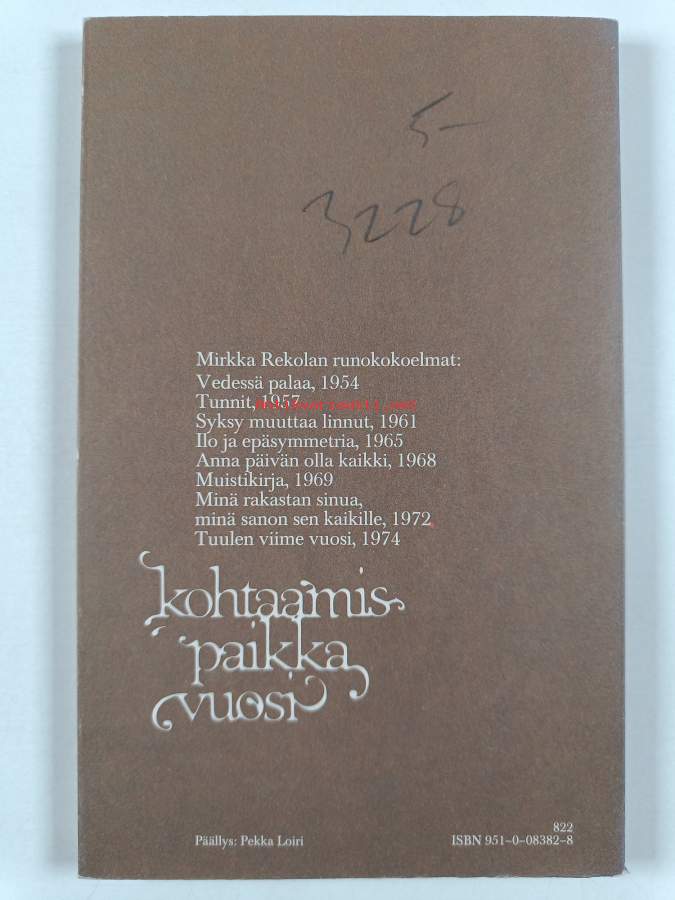 5-
3228
Mirkka Rekolan runokokoelmat:
Vedessä palaa, 1954
Tunnit, 1957
Syksy muuttaa linnut, 1961
Ilo ja epäsymmetria, 1965
Anna päivän olla kaikki, 1968
Muistikirja, 1969
Minä rakastan sinua,
minä sanon sen kaikille, 1972
Tuulen viime vuosi, 1974
kohtaamis
paikka
vuosi
822
Päällys: Pekka Loiri ISBN 951-0-08382-8